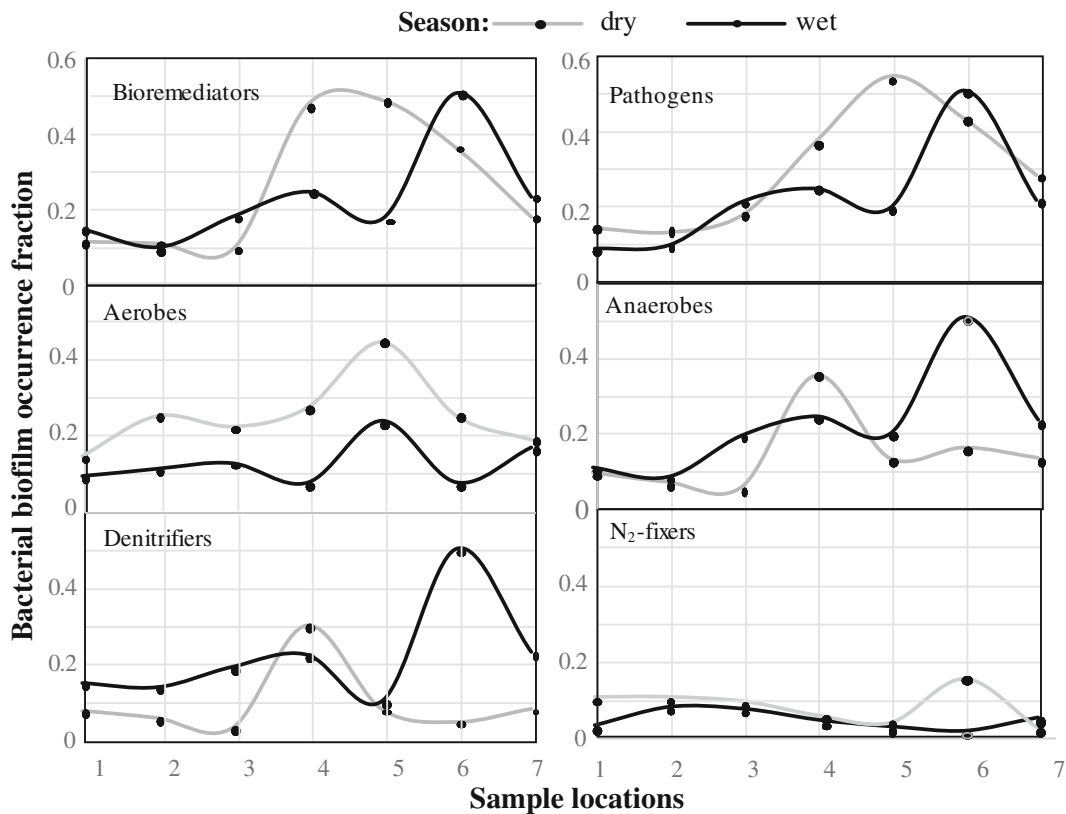 Season: dry wet
Bacterial biofilm occurrence fraction
0.6
0.4
0.2
0
Bioremediators
0.6
0.4
0.2
0
Pathogens
0.4
0.2
0
Aerobes
0.4
0.2
0
Anaerobes
0.4
0.2
0
Denitrifiers
0.4
0.2
0
N₂-fixers
1 2 3 4 5 6 7
1 2 3 4 5 6 7
Sample locations